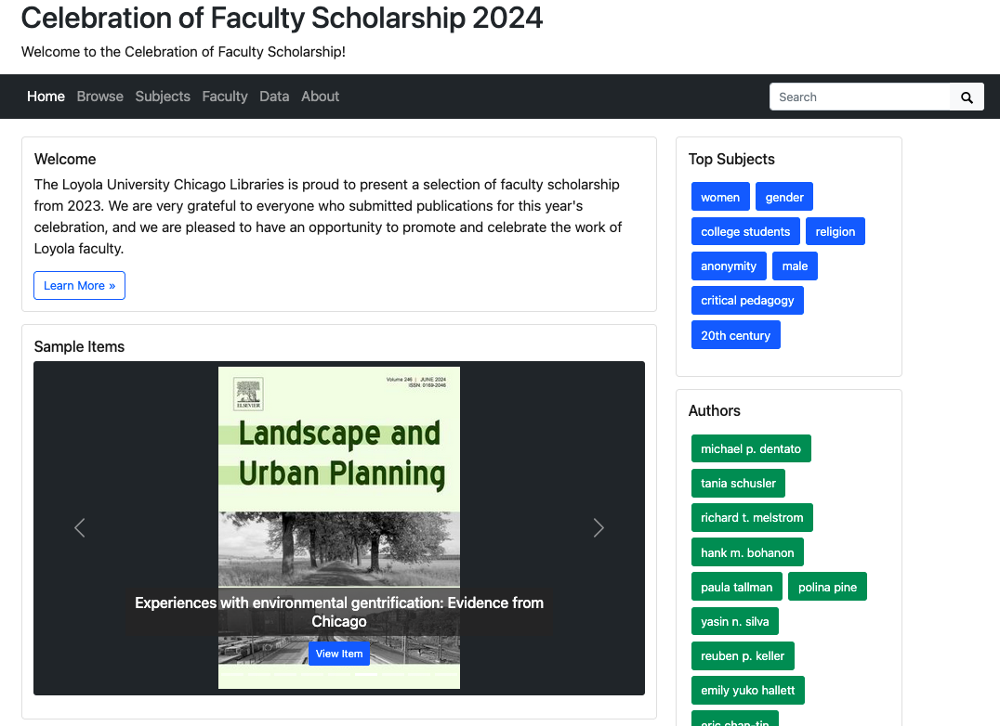 Celebration of Faculty Scholarship 2024
Welcome to the Celebration of Faculty Scholarship!
Home Browse Subjects Faculty Data About Search
Welcome
The Loyola University Chicago Libraries is proud to present a selection of faculty scholarship
from 2023. We are very grateful to everyone who submitted publications for this year's
celebration, and we are pleased to have an opportunity to promote and celebrate the work of
Loyola faculty.
Learn More »
Sample Items
Volume 246 | JUNE 2024
ISSN: 0169-2046
ELSEVIER
Landscape and
Urban Planning
Experiences with environmental gentrification: Evidence from
Chicago
View Item
Top Subjects
women gender
college students religion
anonymity male
critical pedagogy
20th century
Authors
michael p. dentato
tania schusler
richard t. melstrom
hank m. bohanon
paula tallman polina pine
yasin n. silva
reuben p. keller
emily yuko hallett
eric chan-tin